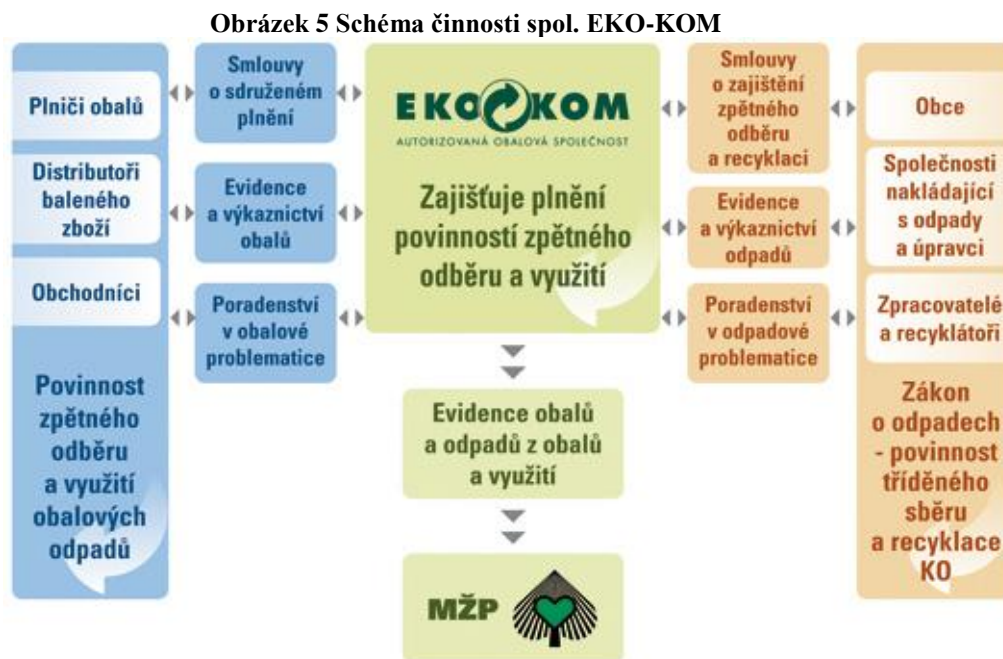 Obrázek 5 Schéma činnosti spol. EKO-KOM
Plniči obalů
Distributoři
baleného
zboží
Obchodníci
Povinnost
zpětného
odběru
a využití
obalových
odpadů
Smlouvy
o sdruženém
plnění
Evidence
a výkaznictví
obalů
Poradenství
v obalové
problematice
EKO KOM
AUTORIZOVANÁ OBALOVÁ SPOLEČNOST
Zajišťuje plnění
povinností zpětného
odběru a využití
Evidence obalů
a odpadů z obalů
a využití
MŽP
Smlouvy
o zajištění
zpětného
odběru
a recyklaci
Evidence
a výkaznictví
odpadů
Poradenství
v odpadové
problematice
Obce
Společnosti
nakládající
s odpady
a úpravci
Zpracovatelé
a recyklátoři
Zákon
o odpadech
- povinnost
tříděného
sběru
a recyklace
KO